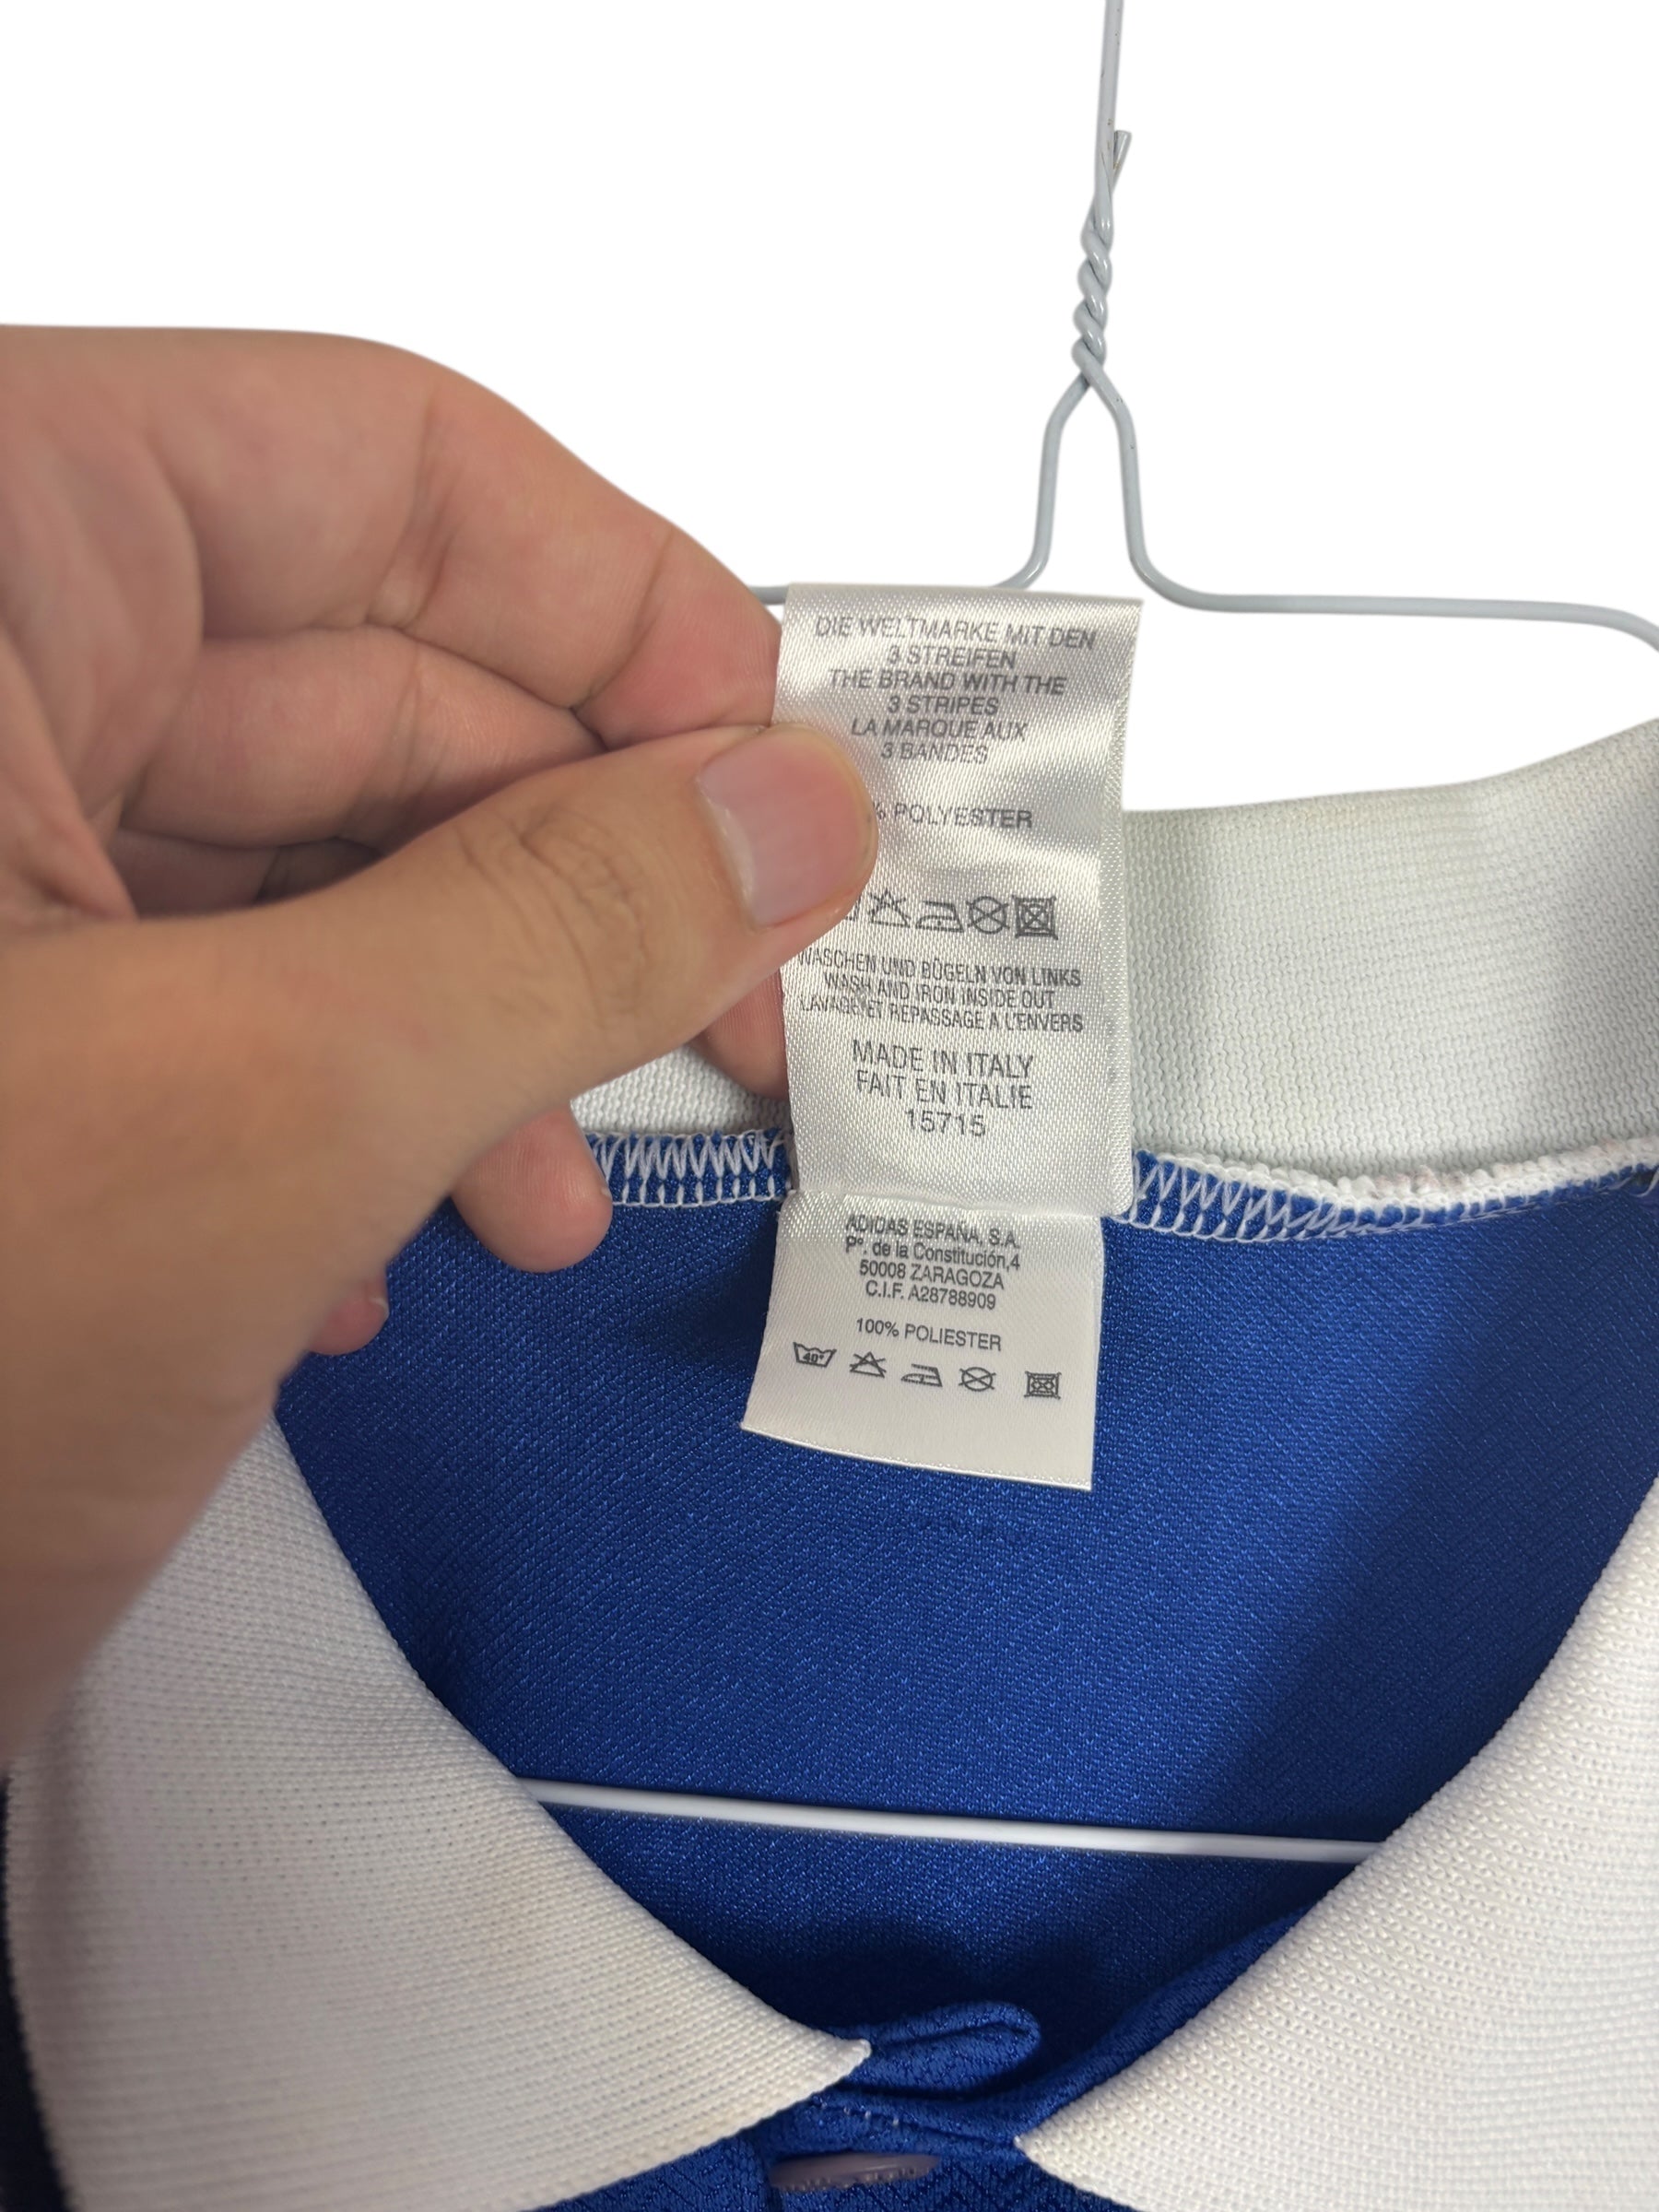 DIE WELTMARKE MIT DEN
3 STREIFEN
THE BRAND WITH THE
3 STRIPES
LA MARQUE AUX
3 BANDES
% POLYESTER
WASCHEN UND BÜGELN VON LINKS
WASH AND IRON INSIDE OUT
LAVAGE ET REPASSAGE A L'ENVERS
MADE IN ITALY
FAIT EN ITALIE
15715
ADIDAS ESPAÑA, S.A.
Pº. de la Constitución,4
50008 ZARAGOZA
C.I.F. A28788909
100% POLIESTER
40°